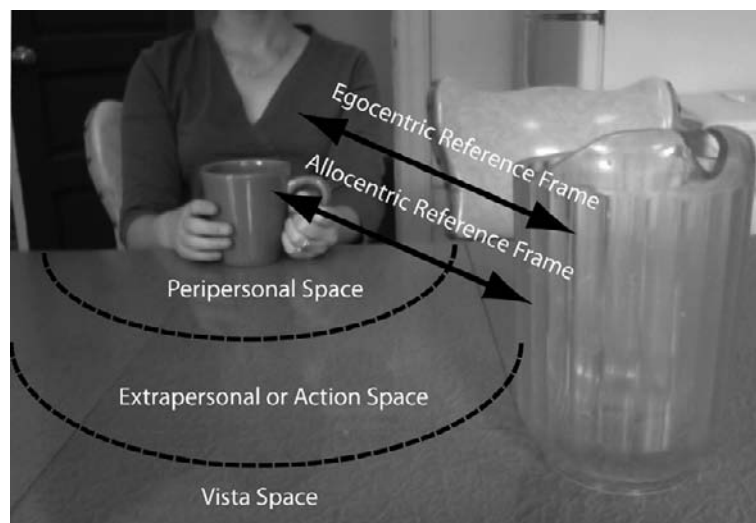 Egocentric Reference Frame
Allocentric Reference Frame
Peripersonal Space
Extrapersonal or Action Space
Vista Space